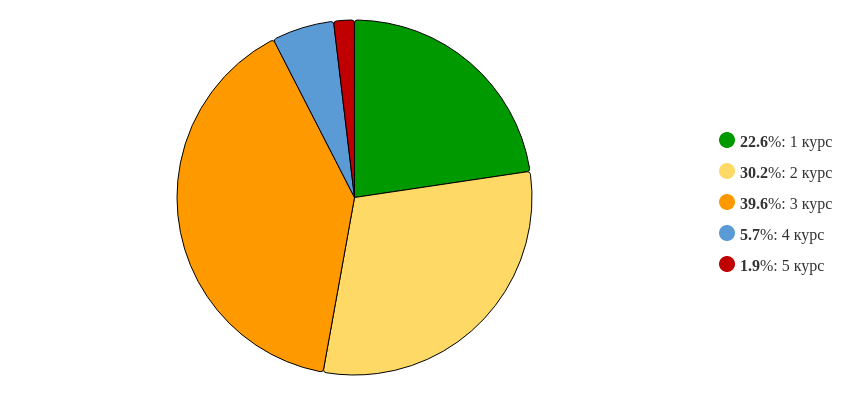 22.6%: 1 курс
30.2%: 2 курс
39.6%: 3 курс
5.7%: 4 курс
1.9%: 5 курс